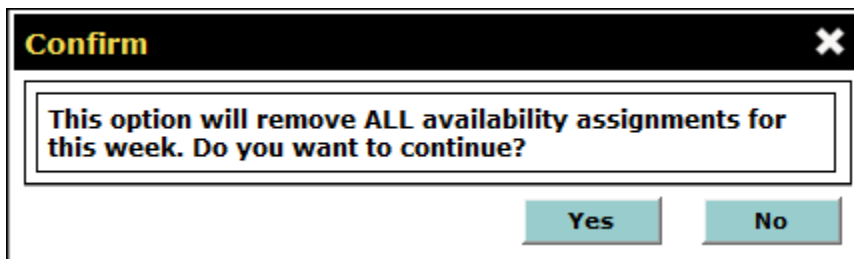 Confirm
This option will remove ALL availability assignments for
this week. Do you want to continue?
Yes No